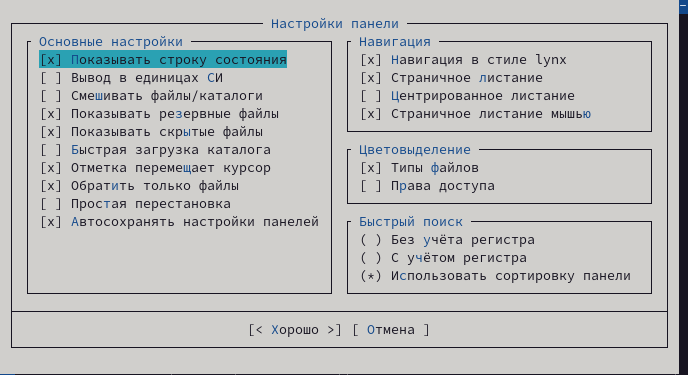 Настройки панели
Основные настройки
[x] Показывать строку состояния
[ ] Вывод в единицах СИ
[ ] Смешивать файлы/каталоги
[x] Показывать резервные файлы
[x] Показывать скрытые файлы
[ ] Быстрая загрузка каталога
[x] Отметка перемещает курсор
[x] Обратить только файлы
[ ] Простая перестановка
[x] Автосохранять настройки панелей
Навигация
[x] Навигация в стиле lynx
[x] Страничное листание
[ ] Центрированное листание
[x] Страничное листание мышью
Цветовыделение
[x] Типы файлов
[ ] Права доступа
Быстрый поиск
( ) Без учёта регистра
( ) С учётом регистра
(*) Использовать сортировку панели
[< Хорошо >] [ Отмена ]